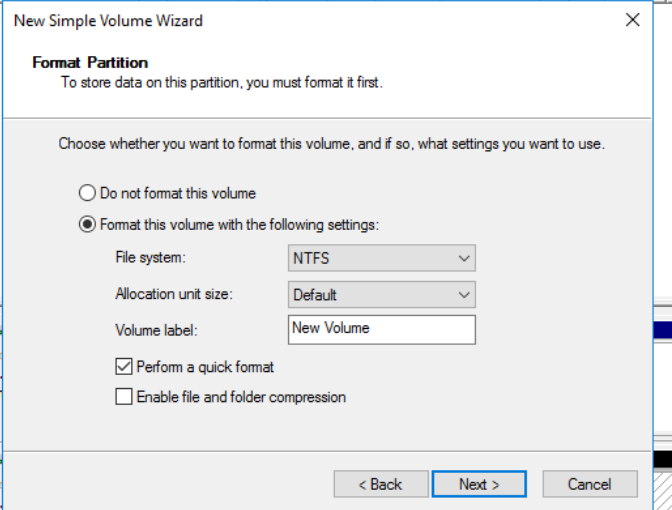 New Simple Volume Wizard
Format Partition
To store data on this partition, you must format it first.
Choose whether you want to format this volume, and if so, what settings you want to use.
Do not format this volume
Format this volume with the following settings:
File system: NTFS
Allocation unit size: Default
Volume label: New Volume
Perform a quick format
Enable file and folder compression
< Back Next > Cancel